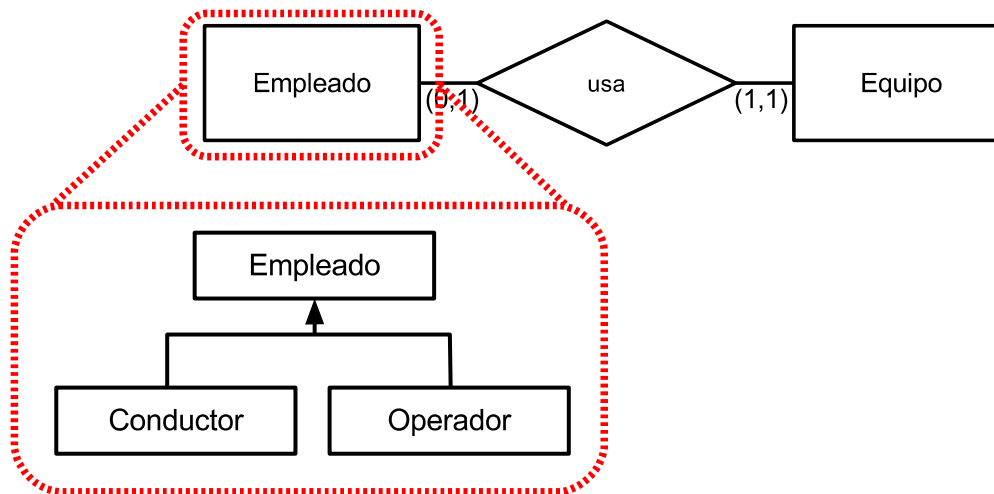 Empleado
(0,1)
usa
(1,1)
Equipo
Empleado
Conductor
Operador